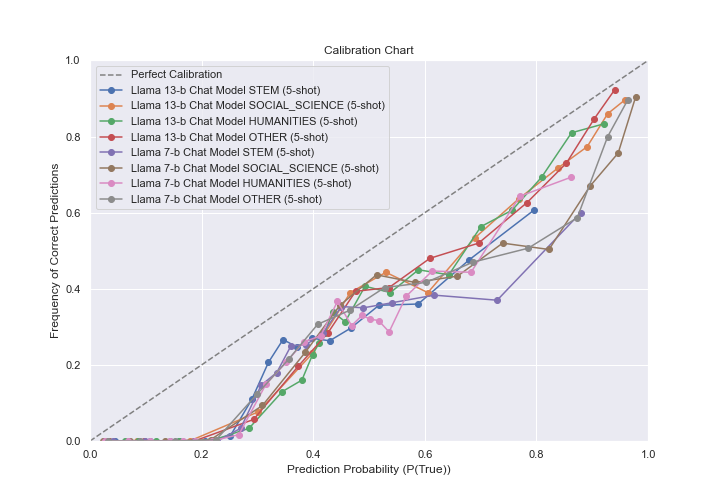 Calibration Chart
1.0
0.8
0.6
0.4
0.2
0.0
Frequency of Correct Predictions
Perfect Calibration
Llama 13-b Chat Model STEM (5-shot)
Llama 13-b Chat Model SOCIAL_SCIENCE (5-shot)
Llama 13-b Chat Model HUMANITIES (5-shot)
Llama 13-b Chat Model OTHER (5-shot)
Llama 7-b Chat Model STEM (5-shot)
Llama 7-b Chat Model SOCIAL_SCIENCE (5-shot)
Llama 7-b Chat Model HUMANITIES (5-shot)
Llama 7-b Chat Model OTHER (5-shot)
0.0 0.2 0.4 0.6 0.8 1.0
Prediction Probability (P(True))